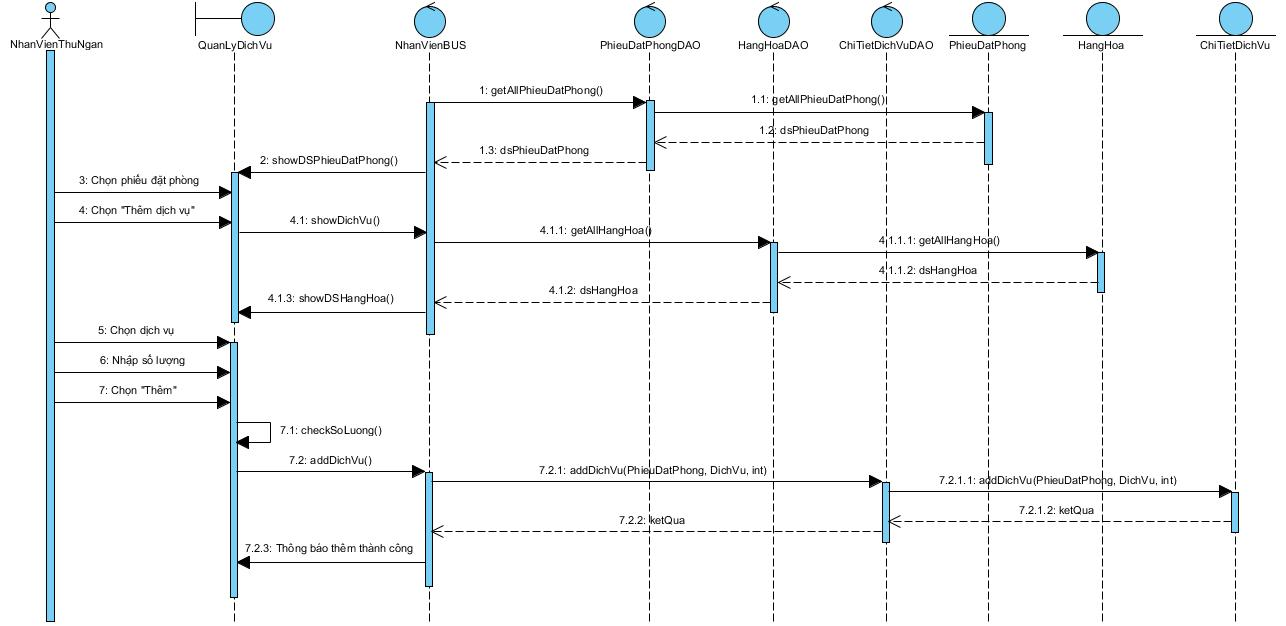 NhanVienThuNgan
QuanLyDichVu
NhanVienBUS
PhieuDatPhongDAO
HangHoaDAO
ChiTietDichVuDAO
PhieuDatPhong
HangHoa
ChiTietDichVu
1: getAllPhieuDatPhong()
1.1: getAllPhieuDatPhong()
1.2: dsPhieuDatPhong
1.3: dsPhieuDatPhong
2: showDSPhieuDatPhong()
3: Chọn phiếu đặt phòng
4: Chọn "Thêm dịch vụ"
4.1: showDichVu()
4.1.1: getAllHangHoa()
4.1.1.1: getAllHangHoa()
4.1.1.2: dsHangHoa
4.1.2: dsHangHoa
4.1.3: showDSHangHoa()
5: Chọn dịch vụ
6: Nhập số lượng
7: Chọn "Thêm"
7.1: checkSoLuong()
7.2: addDichVu()
7.2.1: addDichVu(PhieuDatPhong, DichVu, int)
7.2.1.1: addDichVu(PhieuDatPhong, DichVu, int)
7.2.1.2: ketQua
7.2.2: ketQua
7.2.3: Thông báo thêm thành công